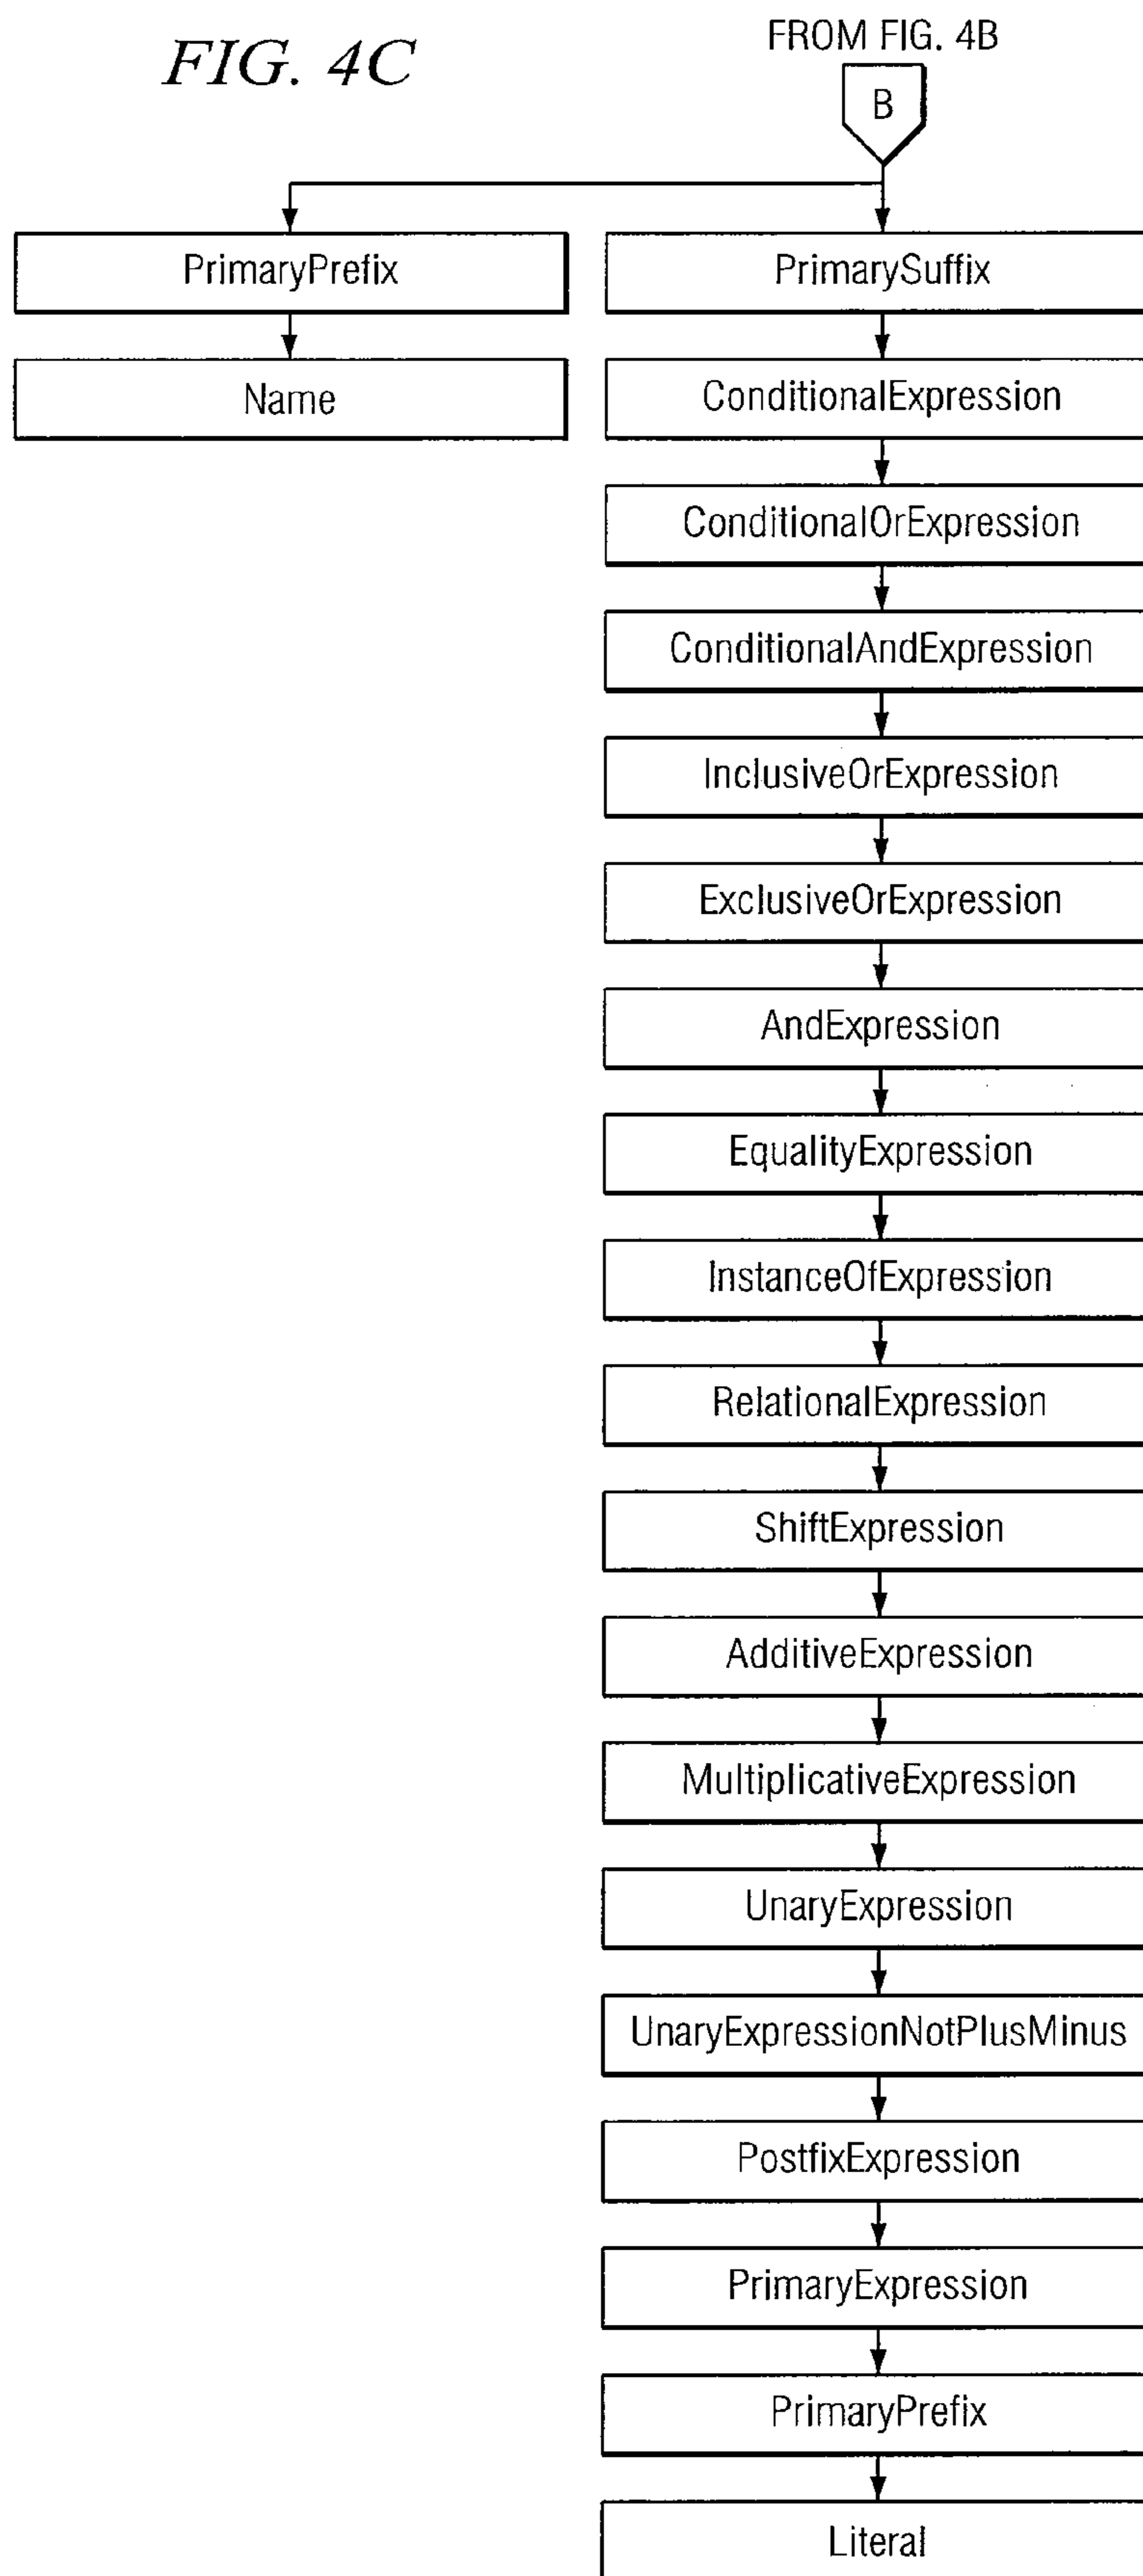 FIG. 4C
FROM FIG. 4B
B
PrimaryPrefix
PrimarySuffix
Name
ConditionalExpression
ConditionalOrExpression
ConditionalAndExpression
InclusiveOrExpression
ExclusiveOrExpression
AndExpression
EqualityExpression
InstanceOfExpression
RelationalExpression
ShiftExpression
AdditiveExpression
MultiplicativeExpression
UnaryExpression
UnaryExpressionNotPlusMinus
PostfixExpression
PrimaryExpression
PrimaryPrefix
Literal